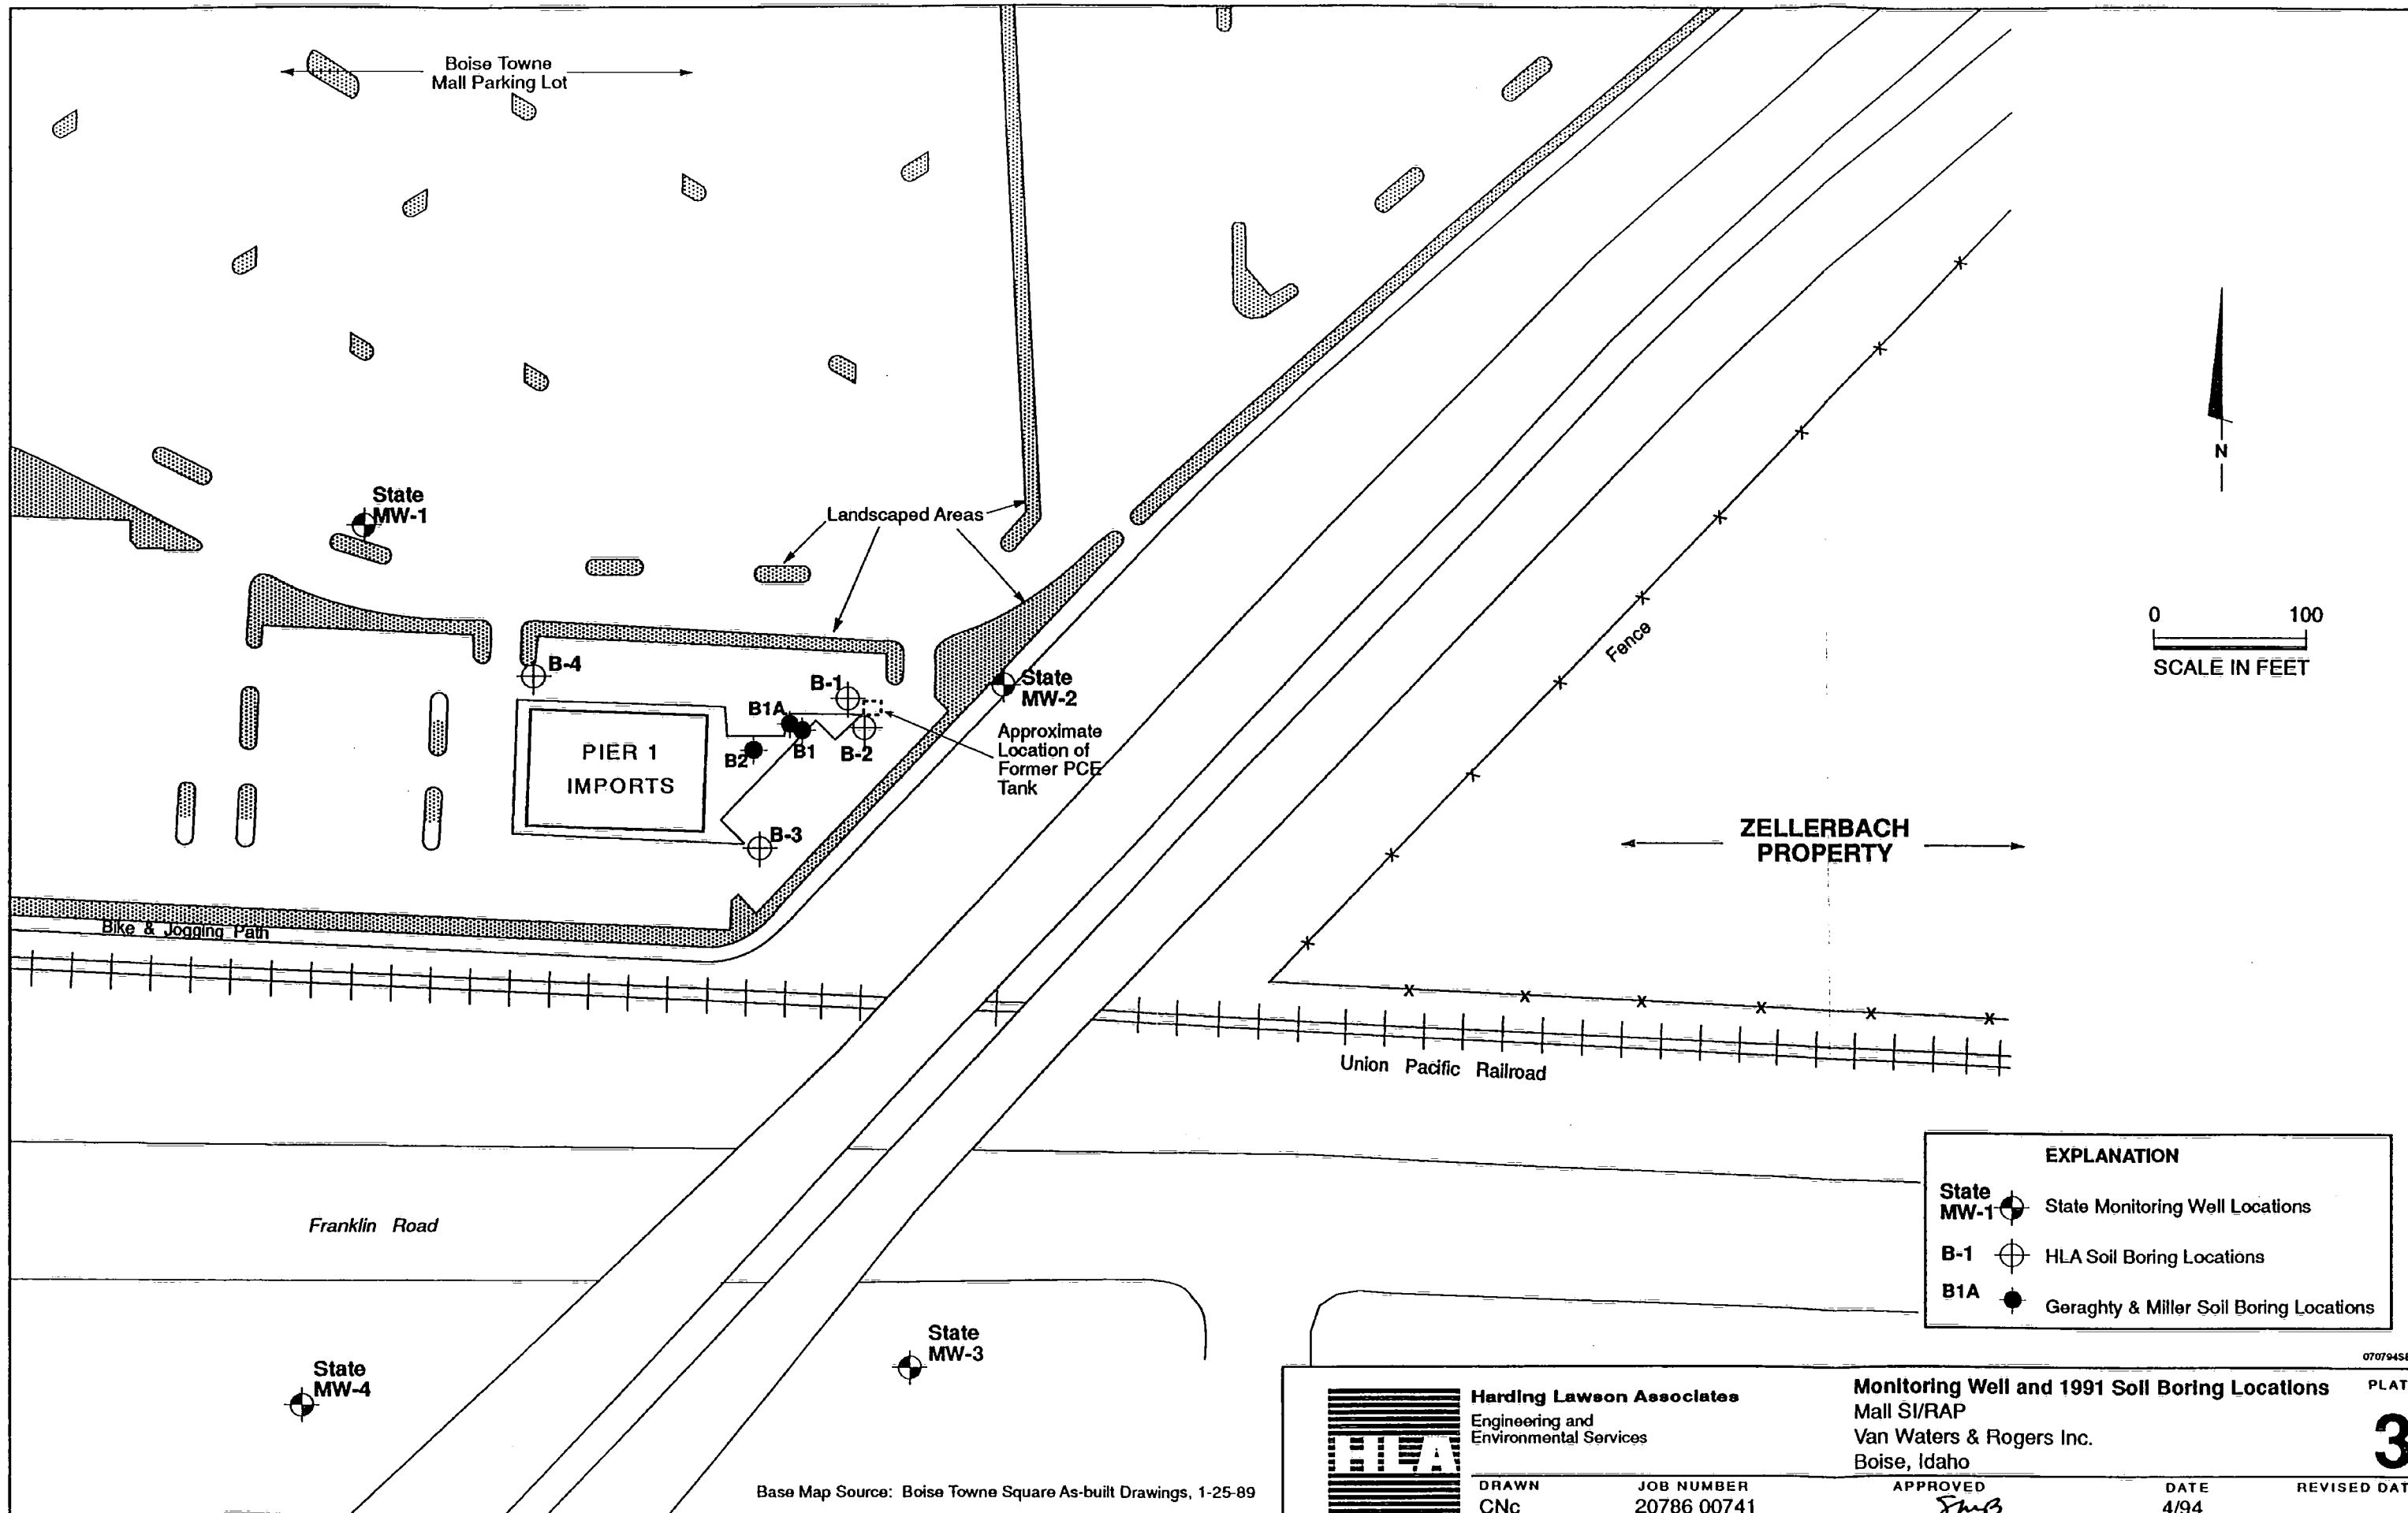 Boise Towne
Mall Parking Lot
State
MW-1
Landscaped Areas
N
0 100
SCALE IN FEET
Fence
B-4
B-1
State
MW-2
B1A
B1
B-2
B2
Approximate
Location of
Former PCE
Tank
PIER 1
IMPORTS
B-3
ZELLERBACH
PROPERTY
Bike & Jogging Path
Union Pacific Railroad
Franklin Road
State
MW-3
State
MW-4
EXPLANATION
State
MW-1 State Monitoring Well Locations
B-1 HLA Soil Boring Locations
B1A Geraghty & Miller Soil Boring Locations
Base Map Source: Boise Towne Square As-built Drawings, 1-25-89
HLA
Harding Lawson Associates
Engineering and
Environmental Services
Monitoring Well and 1991 Soil Boring Locations
Mall SI/RAP
Van Waters & Rogers Inc.
Boise, Idaho
PLAT
3
DRAWN JOB NUMBER APPROVED DATE REVISED DAT
CNc 20786 00741 4/94